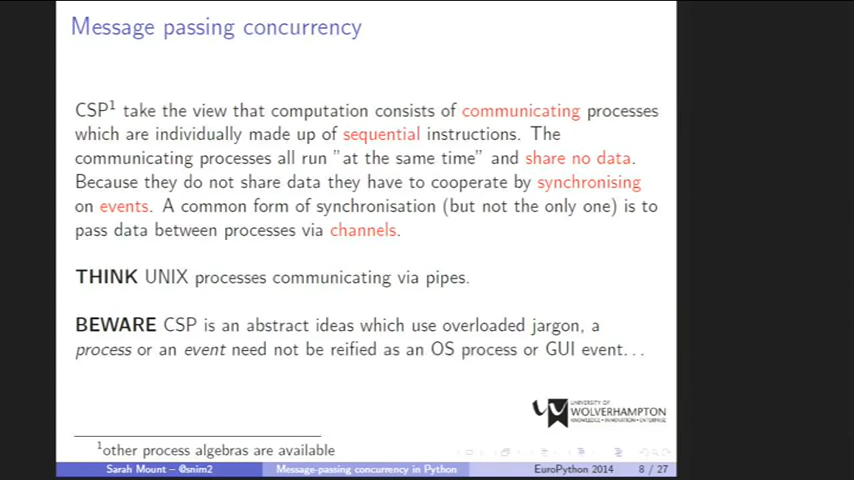 Message passing concurrency
CSP1 take the view that computation consists of communicating processes
which are individually made up of sequential instructions. The
communicating processes all run "at the same time" and share no data.
Because they do not share data they have to cooperate by synchronising
on events. A common form of synchronisation (but not the only one) is to
pass data between processes via channels.
THINK UNIX processes communicating via pipes.
BEWARE CSP is an abstract ideas which use overloaded jargon, a
process or an event need not be reified as an OS process or GUI event...
UNIVERSITY OF
WOLVERHAMPTON
KNOWLEDGE • INNOVATION • ENTERPRISE
1other process algebras are available
Sarah Mount – @snim2 Message-passing concurrency in Python EuroPython 2014 8 / 27